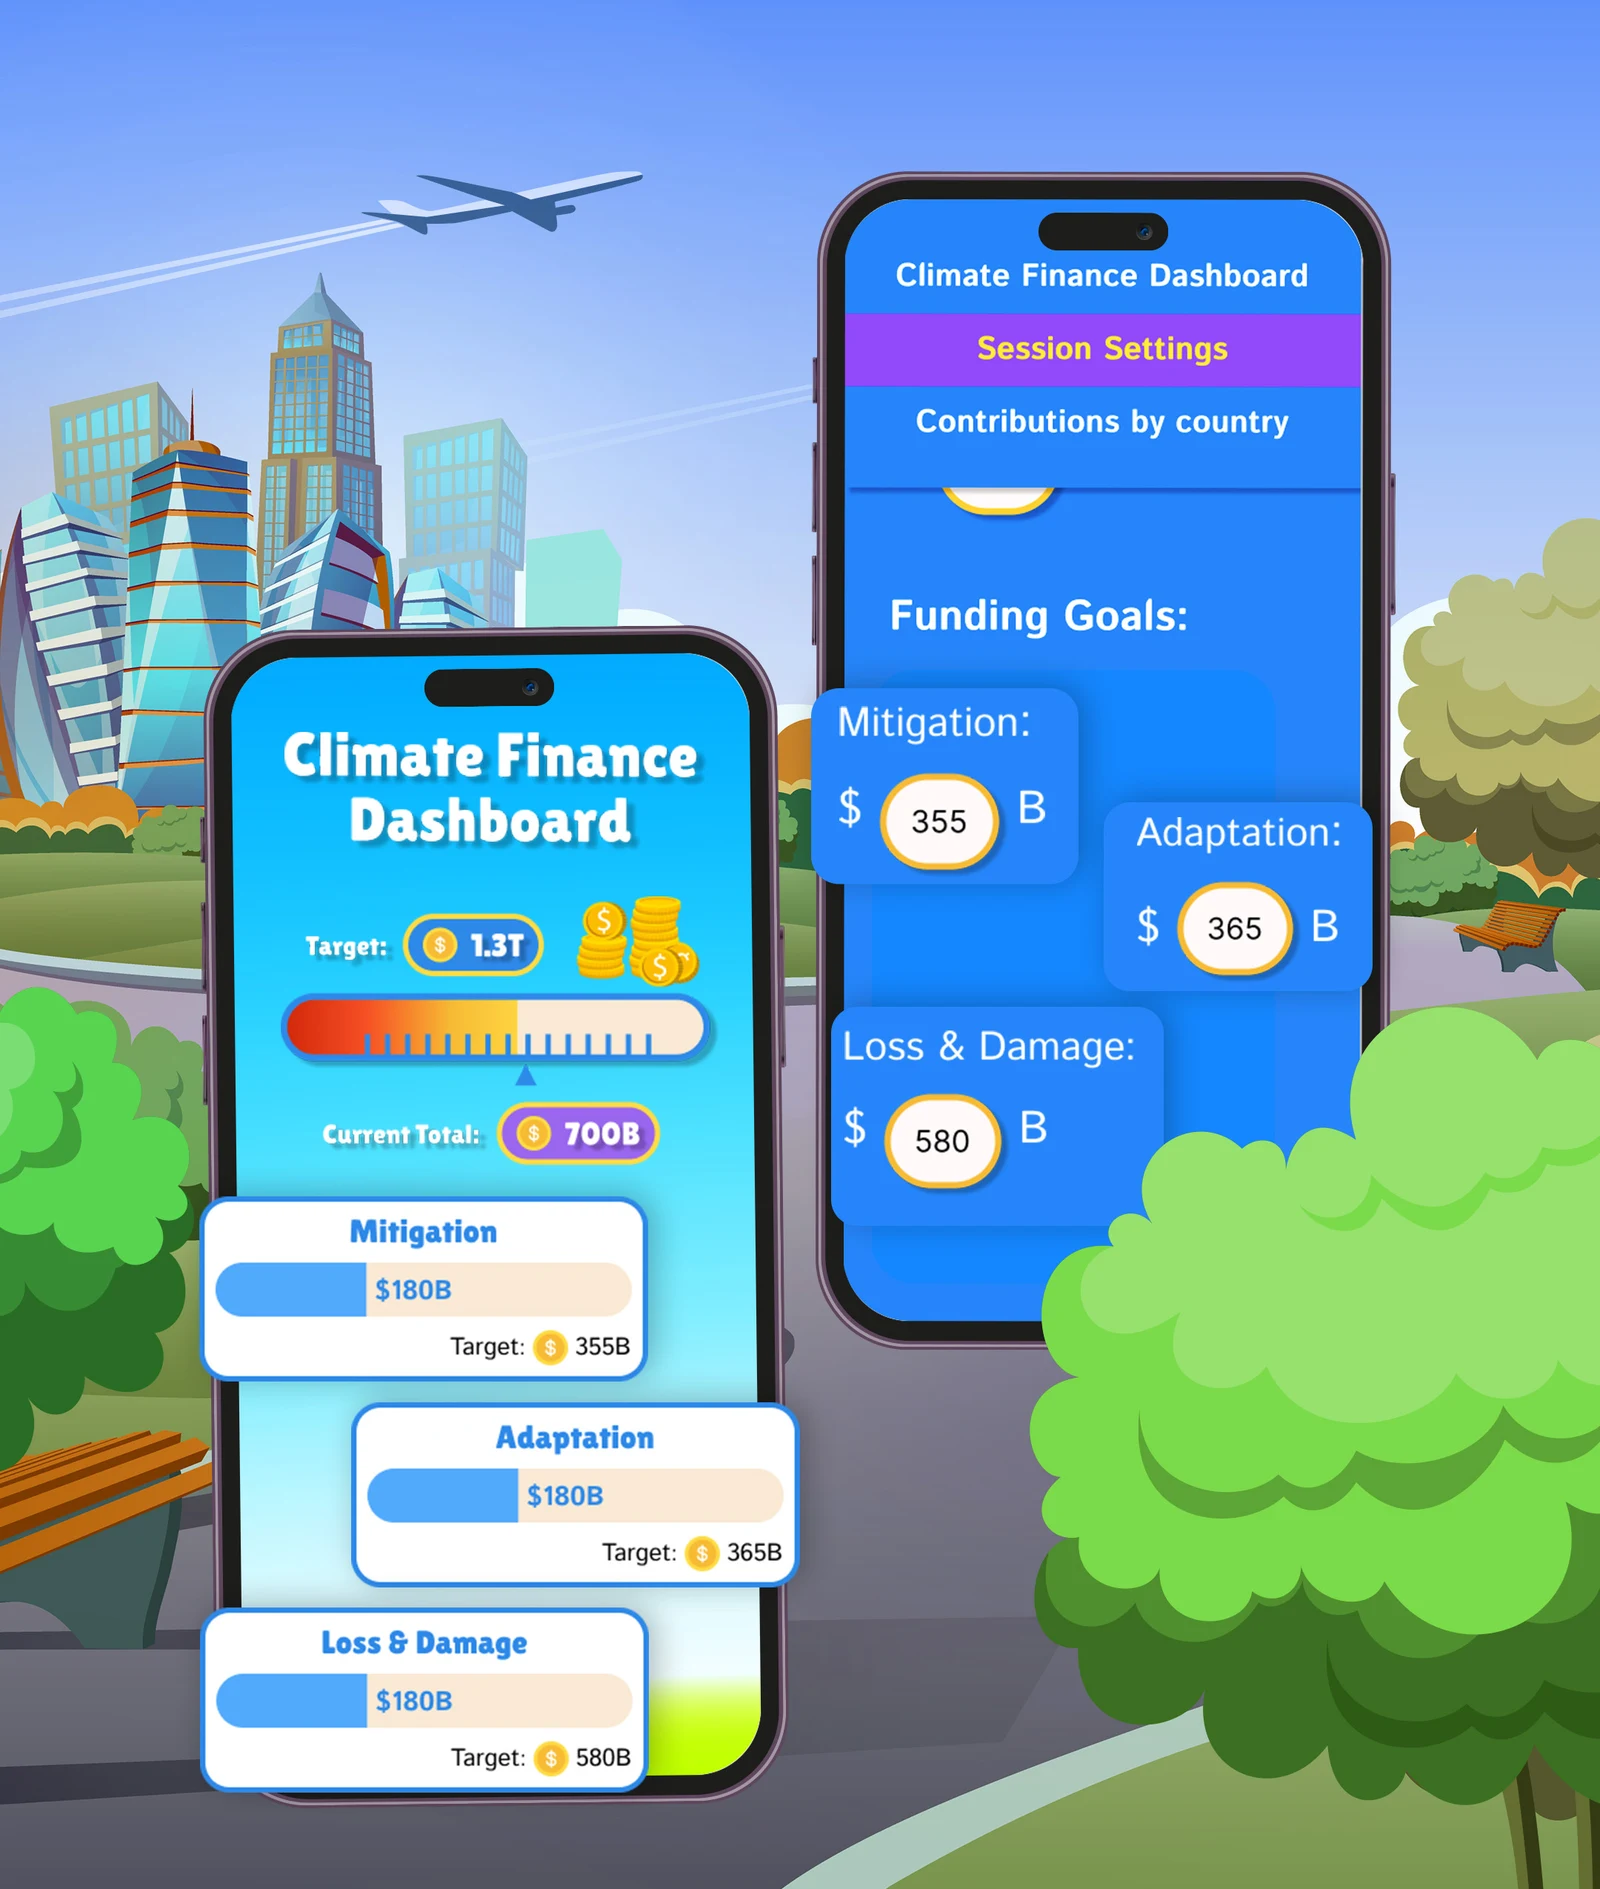 Climate Finance Dashboard
Session Settings
Contributions by country
Funding Goals:
Mitigation:
$ 355 B
Adaptation:
$ 365 B
Loss & Damage:
$ 580 B
Climate Finance
Dashboard
Target: $ 1.3T
Current Total: $ 700B
Mitigation
$180B
Target: $ 355B
Adaptation
$180B
Target: $ 365B
Loss & Damage
$180B
Target: $ 580B